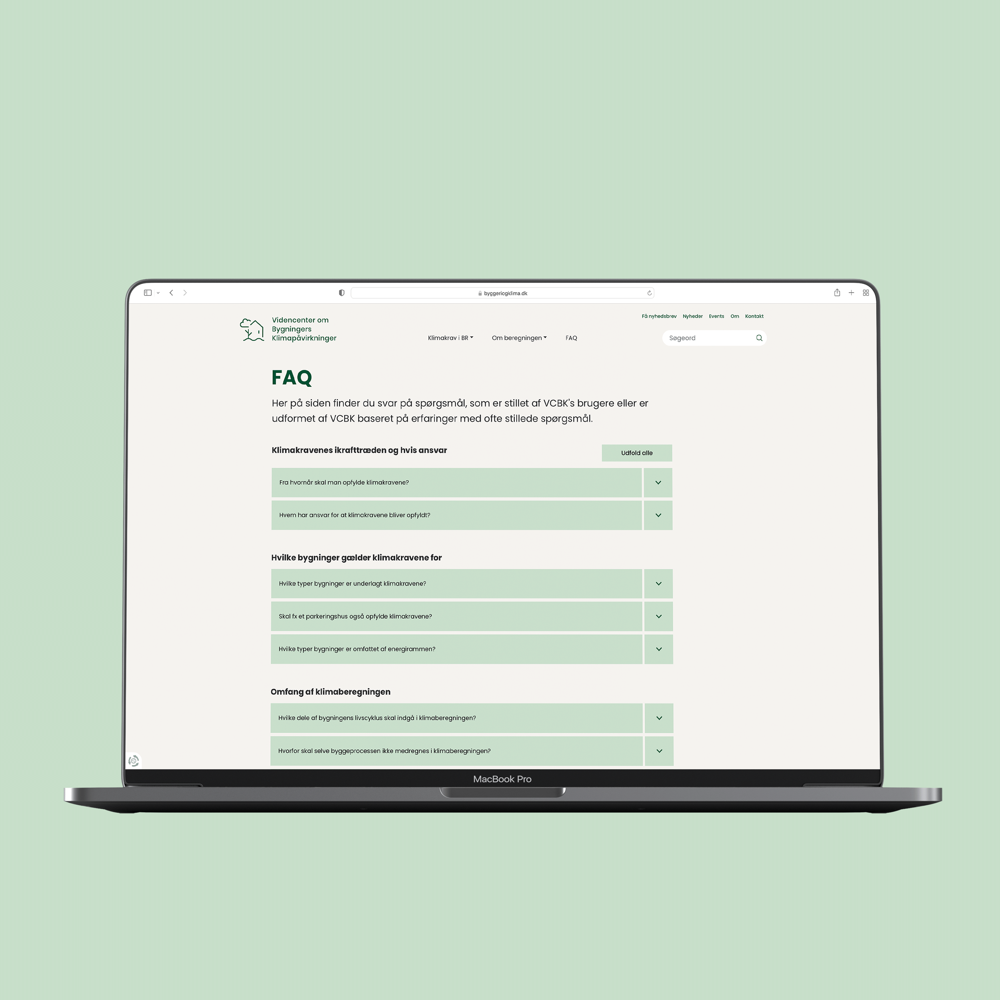 byggeriogklima.dk
Få nyhedsbrev Nyheder Events Om Kontakt
Videncenter om
Bygningers
Klimapåvirkninger
Klimakrav i BR Om beregningen FAQ
Søgeord
FAQ
Her på siden finder du svar på spørgsmål, som er stillet af VCBK's brugere eller er
udformet af VCBK baseret på erfaringer med ofte stillede spørgsmål.
Klimakravenes ikrafttræden og hvis ansvar
Udfold alle
Fra hvornår skal man opfylde klimakravene?
Hvem har ansvar for at klimakravene bliver opfyldt?
Hvilke bygninger gælder klimakravene for
Hvilke typer bygninger er underlagt klimakravene?
Skal fx et parkeringshus også opfylde klimakravene?
Hvilke typer bygninger er omfattet af energirammen?
Omfang af klimaberegningen
Hvilke dele af bygningens livscyklus skal indgå i klimaberegningen?
Hvorfor skal selve byggeprocessen ikke medregnes i klimaberegningen?
MacBook Pro